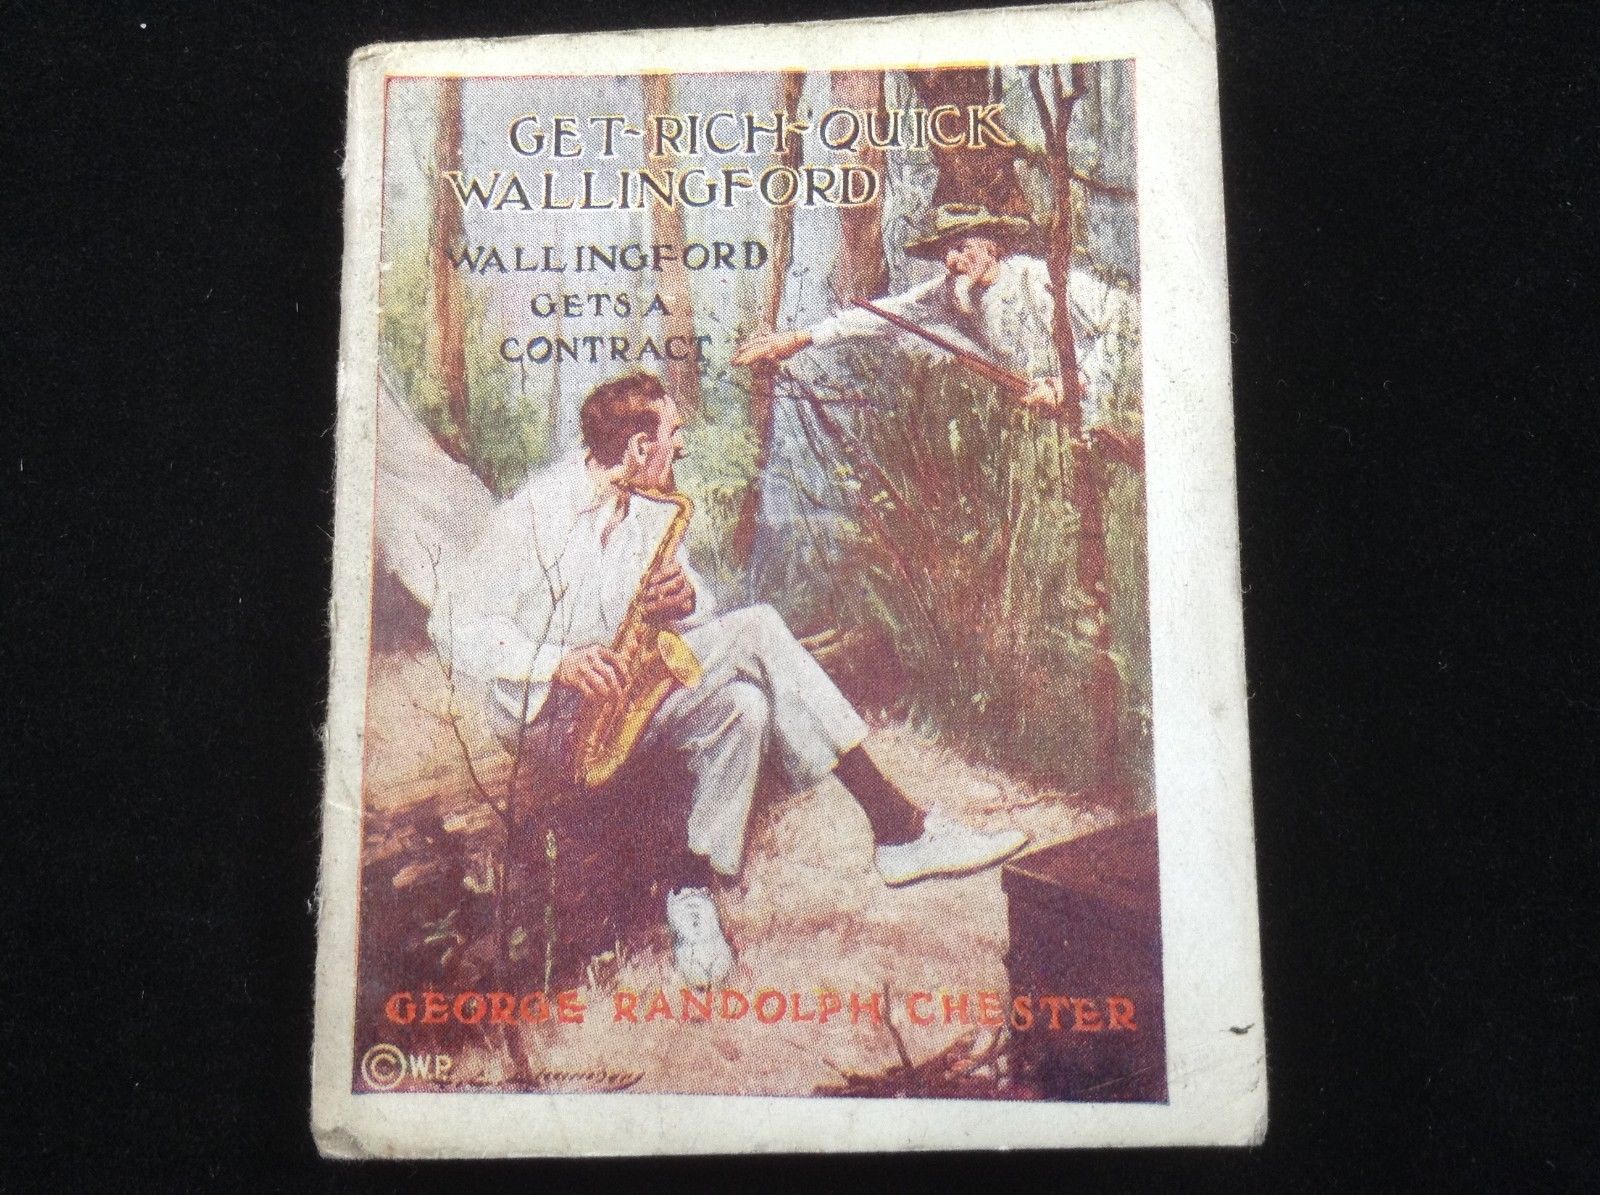 GET-RICH-QUICK
WALLINGFORD
WALLINGFORD
GETS A
CONTRACT
GEORGE RANDOLPH CHESTER
© W.P.